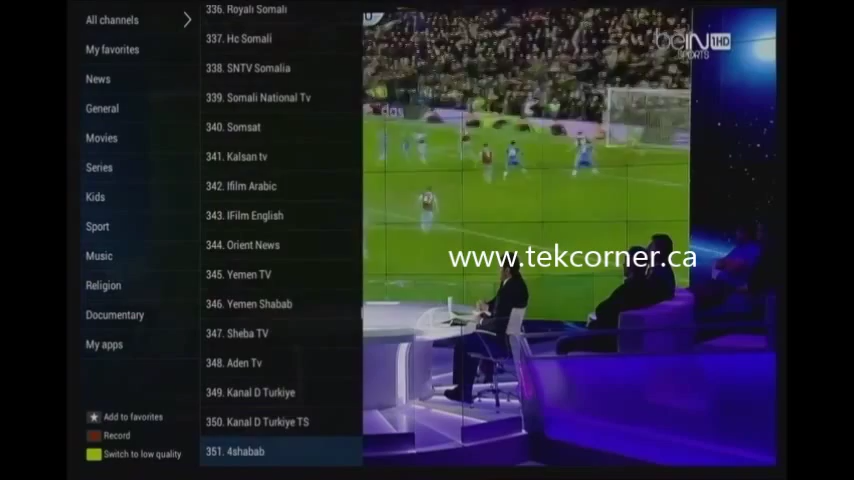 All channels
My favorites
News
General
Movies
Series
Kids
Sport
Music
Religion
Documentary
My apps
Add to favorites
Record
Switch to low quality
336. Royali Somali
337. Hc Somali
338. SNTV Somalia
339. Somali National Tv
340. Somsat
341. Kalsan tv
342. Ifilm Arabic
343. IFilm English
344. Orient News
345. Yemen TV
346. Yemen Shabab
347. Sheba TV
348. Aden Tv
349. Kanal D Turkiye
350. Kanal D Turkiye TS
351. 4shabab
beIN 1HD
SPORTS
www.tekcorner.ca